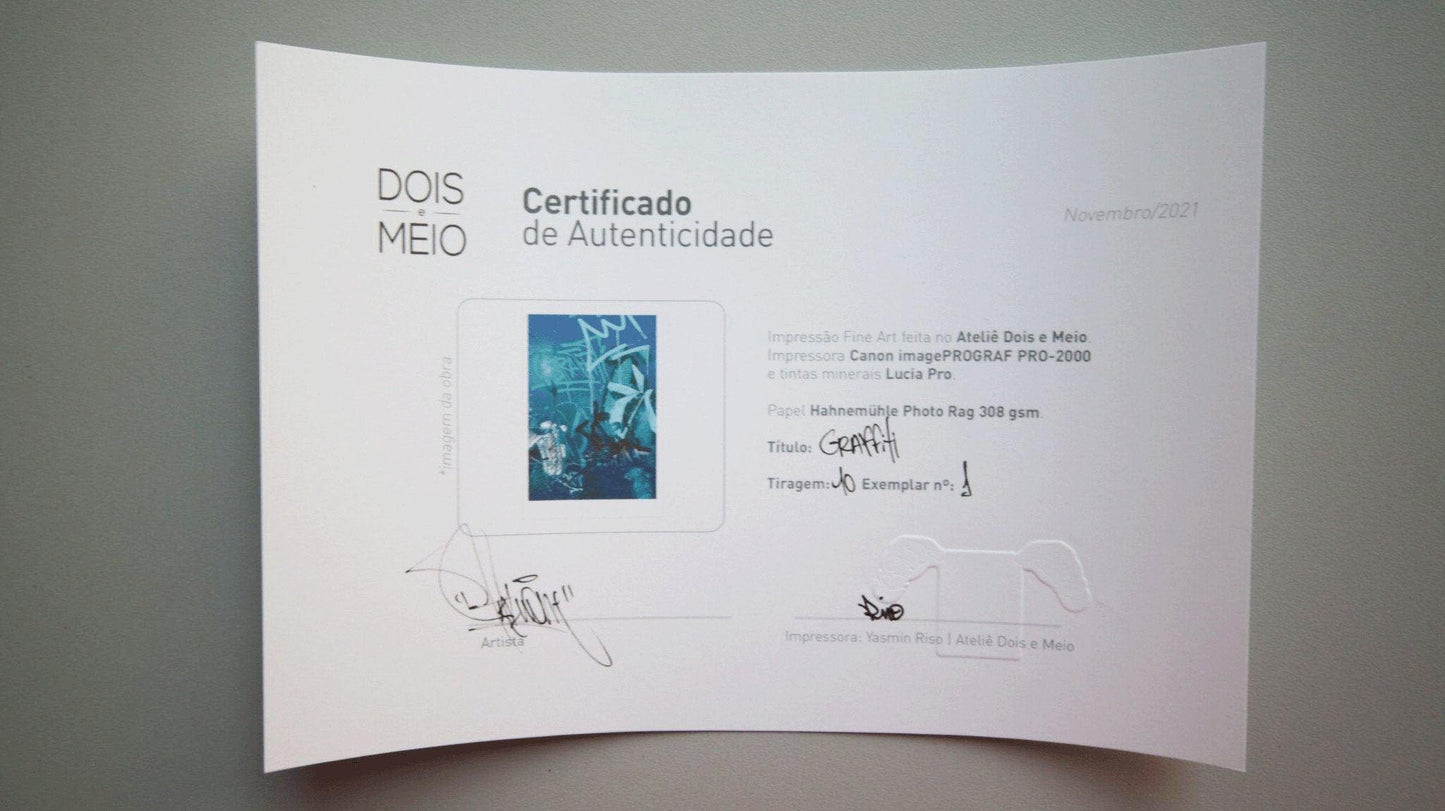 DOIS
e
MEIO
Certificado
de Autenticidade
Novembro/2021
*imagem da obra
Impressão Fine Art feita no Ateliê Dois e Meio.
Impressora Canon imagePROGRAF PRO-2000
e tintas minerais Lucia Pro.
Papel Hahnemühle Photo Rag 308 gsm.
Título: GRAffiti
Tiragem: 10 Exemplar nº: 1
Artista
Impressora: Yasmin Riso | Ateliê Dois e Meio